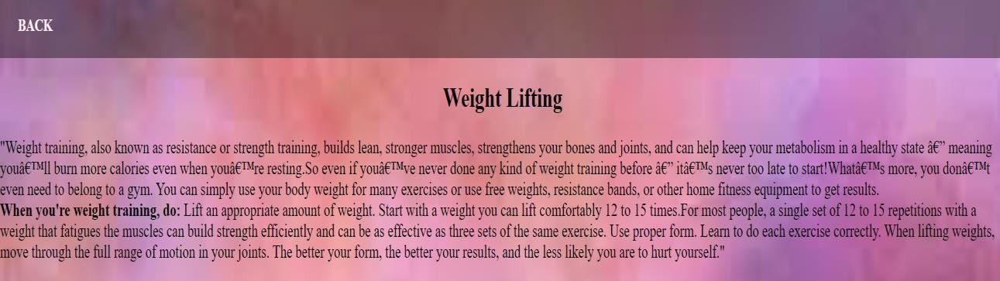 BACK
Weight Lifting
"Weight training, also known as resistance or strength training, builds lean, stronger muscles, strengthens your bones and joints, and can help keep your metabolism in a healthy state â€” meaning
youâ€™ll burn more calories even when youâ€™re resting.So even if youâ€™ve never done any kind of weight training before â€” itâ€™s never too late to start!Whatâ€™s more, you donâ€™t
even need to belong to a gym. You can simply use your body weight for many exercises or use free weights, resistance bands, or other home fitness equipment to get results.
When you're weight training, do: Lift an appropriate amount of weight. Start with a weight you can lift comfortably 12 to 15 times.For most people, a single set of 12 to 15 repetitions with a
weight that fatigues the muscles can build strength efficiently and can be as effective as three sets of the same exercise. Use proper form. Learn to do each exercise correctly. When lifting weights,
move through the full range of motion in your joints. The better your form, the better your results, and the less likely you are to hurt yourself."